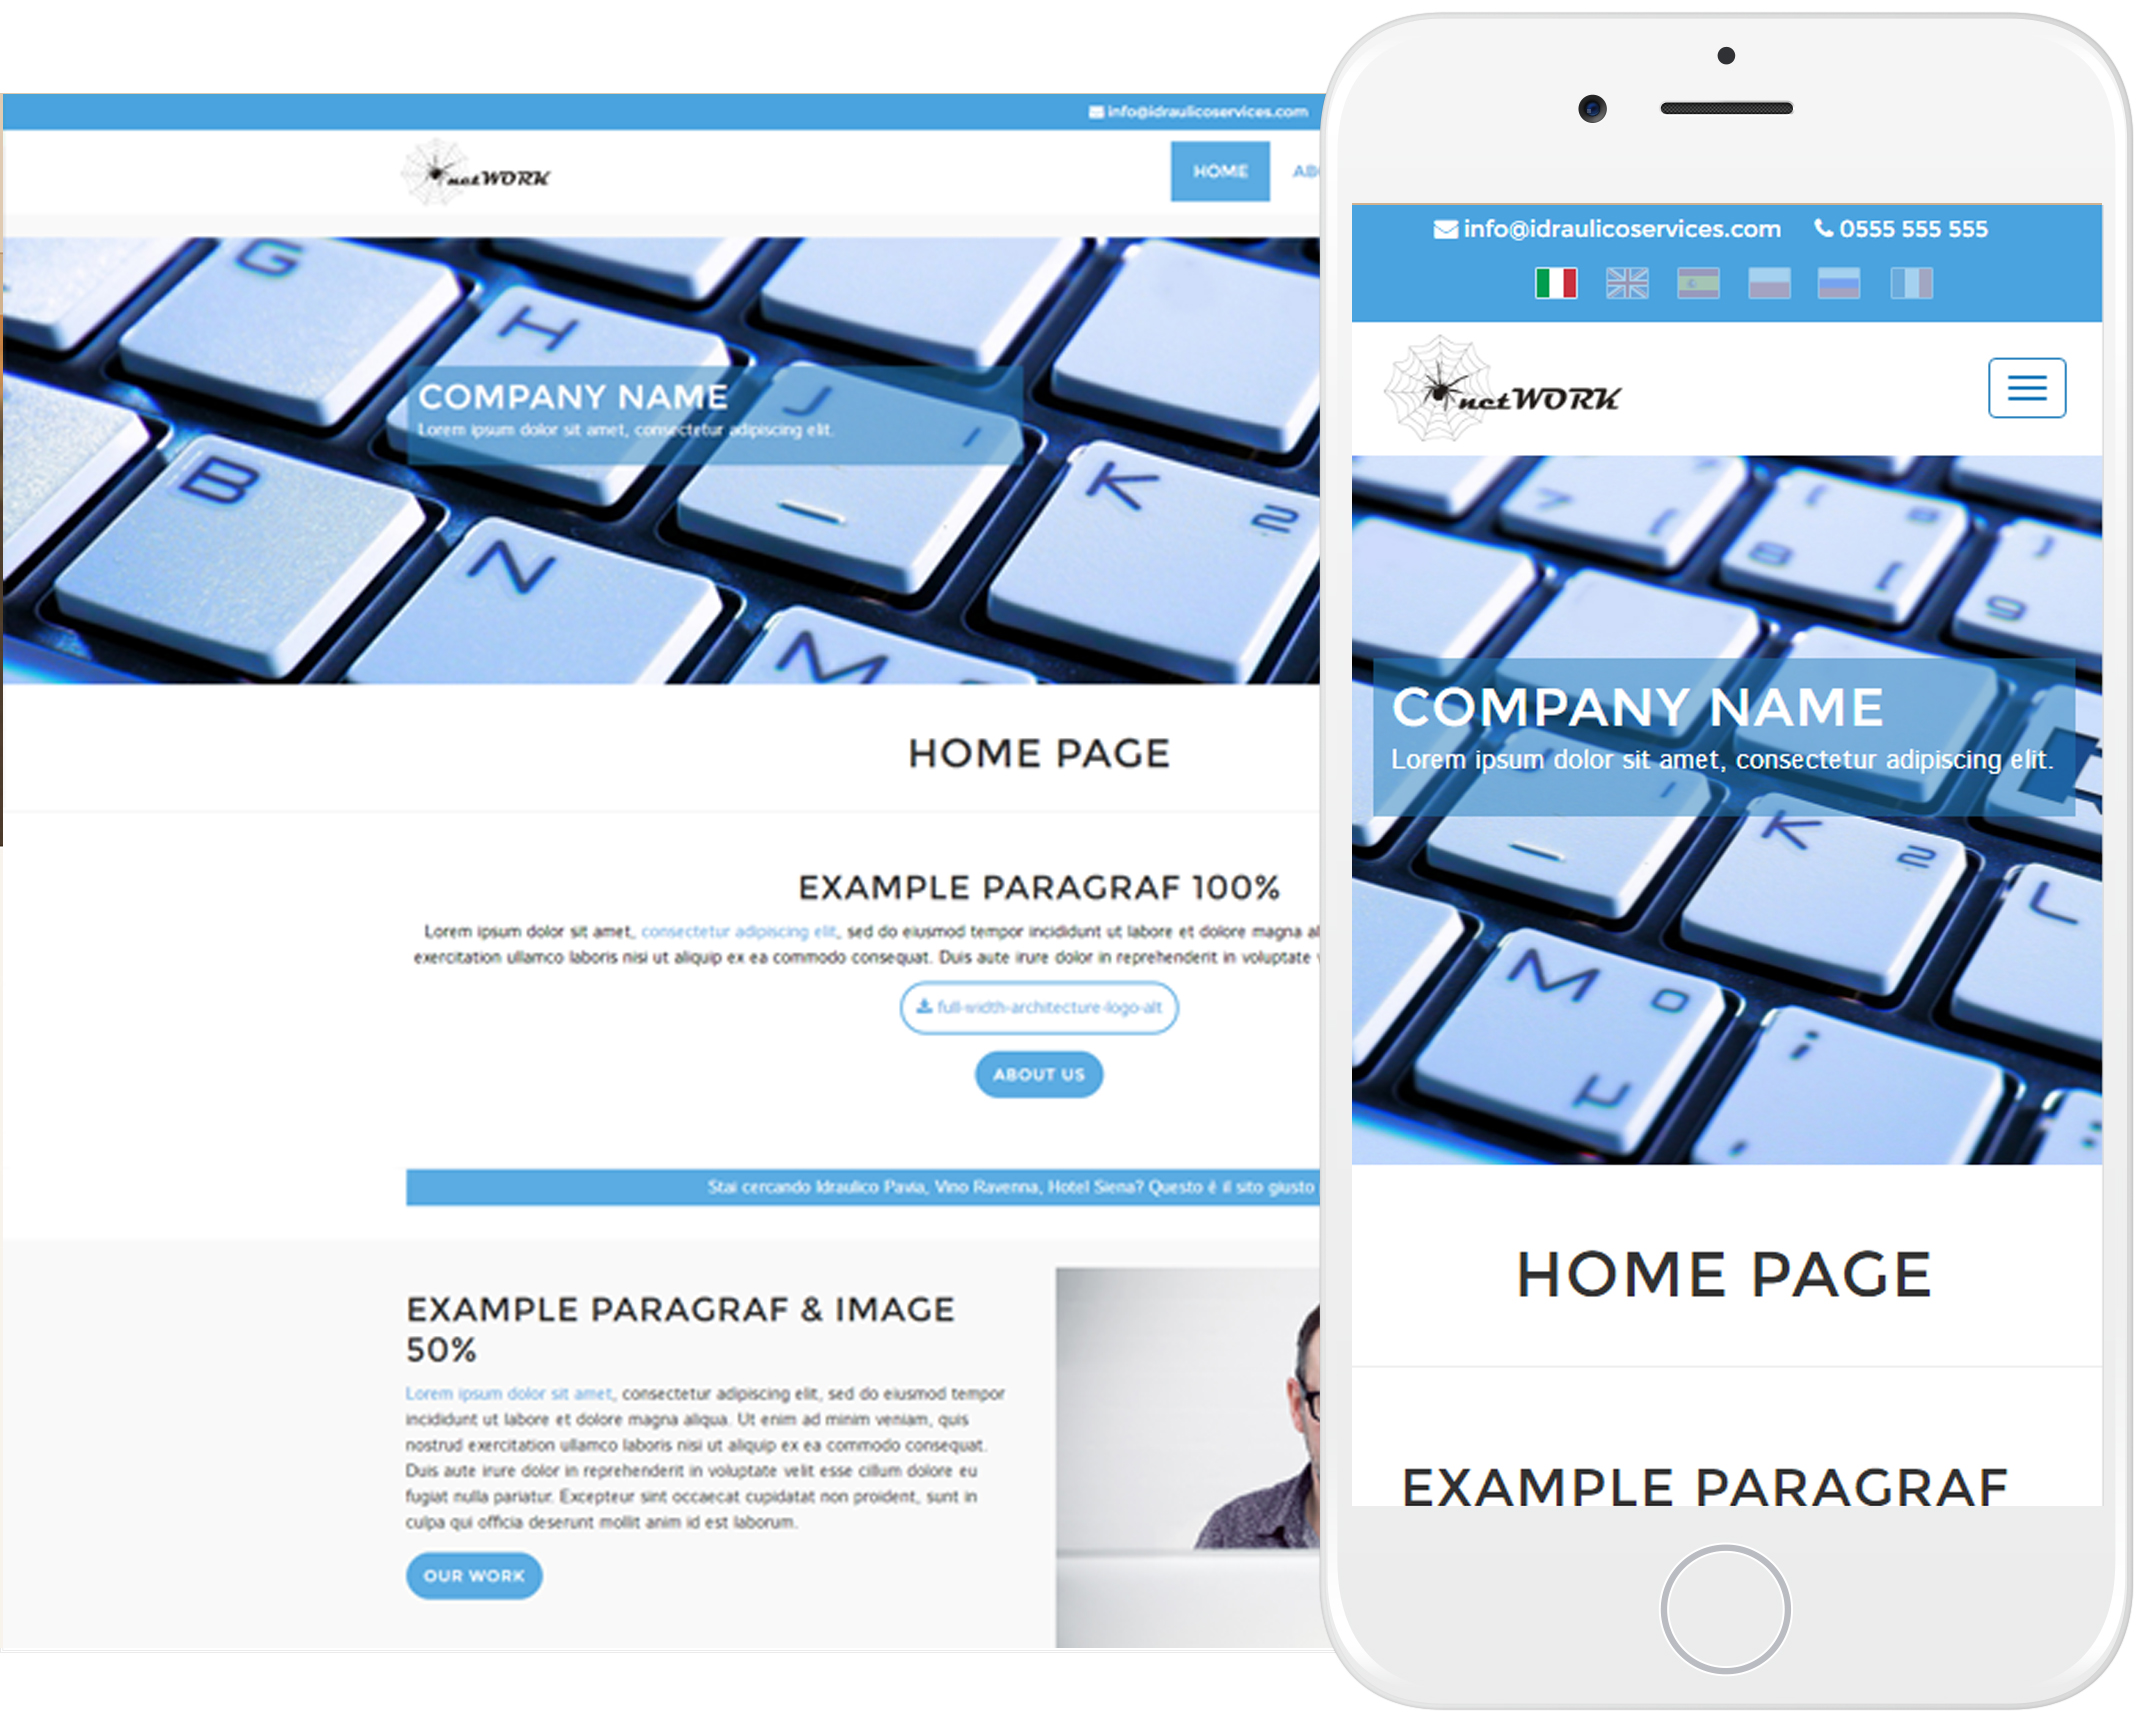 info@idraulicoservices.com
netWORK
HOME
G
H
COMPANY NAME
Lorem ipsum dolor sit amet, consectetur adipiscing elit.
J
B
N
K
2
M
HOME PAGE
EXAMPLE PARAGRAF 100%
Lorem ipsum dolor sit amet, consectetur adipiscing elit, sed do eiusmod tempor incididunt ut labore et dolore magna
exercitation ullamco laboris nisi ut aliquip ex ea commodo consequat. Duis aute irure dolor in reprehenderit in voluptate
full-width-architecture-logo-alt
ABOUT US
Stai cercando Idraulico Pavia, Vino Ravenna, Hotel Siena? Questo è il sito giusto
EXAMPLE PARAGRAF & IMAGE
50%
Lorem ipsum dolor sit amet, consectetur adipiscing elit, sed do eiusmod tempor
incididunt ut labore et dolore magna aliqua. Ut enim ad minim veniam, quis
nostrud exercitation ullamco laboris nisi ut aliquip ex ea commodo consequat.
Duis aute irure dolor in reprehenderit in voluptate velit esse cillum dolore eu
fugiat nulla pariatur. Excepteur sint occaecat cupidatat non proident, sunt in
culpa qui officia deserunt mollit anim id est laborum.
OUR WORK
info@idraulicoservices.com 0555 555 555
netWORK
7 [
8 [
9
COMPANY NAME
Lorem ipsum dolor sit amet, consectetur adipiscing elit.
K 2
L
M O
µ
HOME PAGE
EXAMPLE PARAGRAF